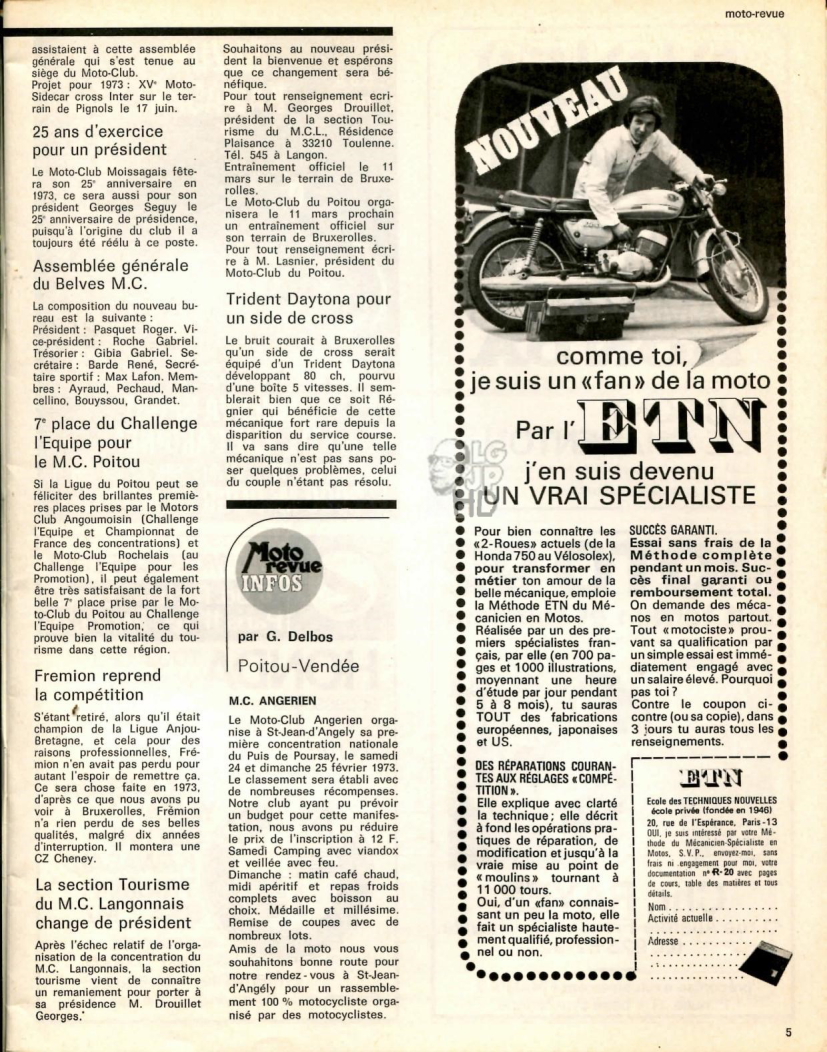 moto-revue
assistaient à cette assemblée
générale qui s'est tenue au
siège du Moto-Club.
Projet pour 1973 : XVe Moto-
Sidecar cross Inter sur le ter-
rain de Pignols le 17 juin.
25 ans d'exercice
pour un président
Le Moto-Club Moissagais fête-
ra son 25e anniversaire en
1973, ce sera aussi pour son
président Georges Seguy le
25e anniversaire de présidence,
puisqu'à l'origine du club il a
toujours été réélu à ce poste.
Assemblée générale
du Belves M.C.
La composition du nouveau bu-
reau est la suivante :
Président : Pasquet Roger. Vi-
ce-président : Roche Gabriel.
Trésorier : Gibia Gabriel. Se-
crétaire : Barde René, Secré-
taire sportif : Max Lafon. Mem-
bres : Ayraud, Pechaud, Man-
cellino, Bouyssou, Grandet.
7e place du Challenge
l'Equipe pour
le M.C. Poitou
Si la Ligue du Poitou peut se
féliciter des brillantes premiè-
res places prises par le Motors
Club Angoumoisin (Challenge
l'Equipe et Championnat de
France des concentrations) et
le Moto-Club Rochelais (au
Challenge l'Equipe pour les
Promotion), il peut également
être très satisfaisant de la fort
belle 7e place prise par le Mo-
to-Club du Poitou au Challenge
l'Equipe Promotion, ce qui
prouve bien la vitalité du tou-
risme dans cette région.
Fremion reprend
la compétition
S'étant retiré, alors qu'il était
champion de la Ligue Anjou-
Bretagne, et cela pour des
raisons professionnelles, Fré-
mion n'en avait pas perdu pour
autant l'espoir de remettre ça.
Ce sera chose faite en 1973,
d'après ce que nous avons pu
voir à Bruxelles, Frêmion
n'a rien perdu de ses belles
qualités, malgré dix années
d'interruption. Il montera une
CZ Cheney.
La section Tourisme
du M.C. Langonnais
change de président
Après l'échec relatif de l'orga-
nisation de la concentration du
M.C. Langonnais, la section
tourisme vient de connaître
un remaniement pour porter à
sa présidence M. Drouillet
Georges.
Souhaitons au nouveau prési-
dent la bienvenue et espérons
que ce changement sera bé-
néfique.
Pour tout renseignement ecri-
re à M. Georges Drouillet,
président de la section Tou-
risme du M.C.L., Résidence
Plaisance à 33210 Toulenne.
Tél. 545 à Langon.
Entraînement officiel le 11
mars sur le terrain de Bruxe-
rolles.
Le Moto-Club du Poitou or-
ganisera le 11 mars prochain
un entraînement officiel sur
son terrain de Bruxerolles.
Pour tout renseignement écri-
re à M. Lasnier, président du
Moto-Club du Poitou.
Trident Daytona pour
un side de cross
Le bruit courait à Bruxerolles
qu'un side de cross serait
équipé d'un Trident Daytona
développant 80 ch, pourvu
d'une boîte 5 vitesses. Il sem-
blerait bien que ce soit Ré-
gnier qui bénéficie de cette
mécanique fort rare depuis la
disparition du service course.
Il va sans dire qu'une telle
mécanique n'est pas sans po-
ser quelques problèmes, celui
du couple n'étant pas résolu.
Moto
revue
INFOS
par G. Delbos
Poitou-Vendée
M.C. ANGERIEN
Le Moto-Club Angerien orga-
nise à St-Jean-d'Angely sa pre-
mière concentration nationale
du Puis de Poursay, le samedi
24 et dimanche 25 février 1973.
Le classement sera établi avec
de nombreuses récompenses.
Notre club ayant pu prévoir
un budget pour cette manifes-
tation, nous avons pu réduire
le prix de l'inscription à 12 F.
Samedi Camping avec viandox
et veillée avec feu.
Dimanche : matin café chaud,
midi apéritif et repas froids
complets avec boisson au
choix. Médaille et millésime.
Remise de coupes avec de
nombreux lots.
Amis de la moto nous vous
souhahitons bonne route pour
notre rendez-vous à St-Jean-
d'Angély pour un rassemble-
ment 100 % motocycliste orga-
nisé par des motocyclistes.
NOUVEAU
comme toi,
je suis un «fan» de la moto
Par l'ETN
j'en suis devenu
UN VRAI SPÉCIALISTE
LG
JP
HD
Pour bien connaître les
«2-Roues» actuels (de la
Honda 750 au Vélosolex),
pour transformer en
métier ton amour de la
belle mécanique, emploie
la Méthode ETN du Mé-
canicien en Motos.
Réalisée par un des pre-
miers spécialistes fran-
çais, par elle (en 700 pa-
ges et 1000 illustrations,
moyennant une heure
d'étude par jour pendant
5 à 8 mois), tu sauras
TOUT des fabrications
européennes, japonaises
et US.
DES RÉPARATIONS COURAN-
TES AUX RÉGLAGES «COMPÉ-
TITION».
Elle explique avec clarté
la technique ; elle décrit
à fond les opérations pra-
tiques de réparation, de
modification et jusqu'à la
vraie mise au point de
«moulins» tournant à
11 000 tours.
Oui, d'un «fan» connais-
sant un peu la moto, elle
fait un spécialiste haute-
ment qualifié, profession-
nel ou non.
SUCCÈS GARANTI.
Essai sans frais de la
Méthode complète
pendant un mois. Suc-
cès final garanti ou
remboursement total.
On demande des méca-
nos en motos partout.
Tout «motociste» prou-
vant sa qualification par
un simple essai est immé-
diatement engagé avec
un salaire élevé. Pourquoi
pas toi ?
Contre le coupon ci-
contre (ou sa copie), dans
3 jours tu auras tous les
renseignements.
ETN
Ecole des TECHNIQUES NOUVELLES
école privée (fondée en 1946)
20, rue de l'Espérance, Paris-13
OUI, je suis intéressé par votre Mé-
thode du Mécanicien-Spécialiste en
Motos, S.V.P., envoyez-moi, sans
frais ni engagement pour moi, votre
documentation n° R-20 avec pages
de cours, table des matières et tous
détails.
Nom
Activité actuelle
Adresse
5